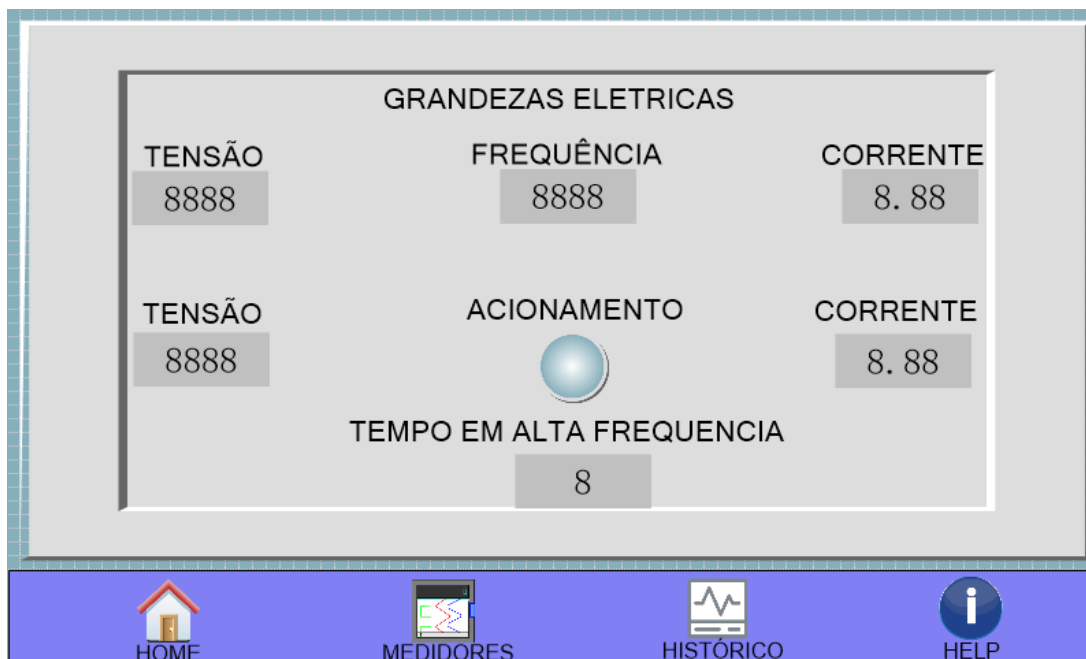 GRANDEZAS ELETRICAS
TENSÃO FREQUÊNCIA CORRENTE
8888 8888 8.88
TENSÃO ACIONAMENTO CORRENTE
8888 8.88
TEMPO EM ALTA FREQUENCIA
8
HOME MEDIDORES HISTÓRICO HELP